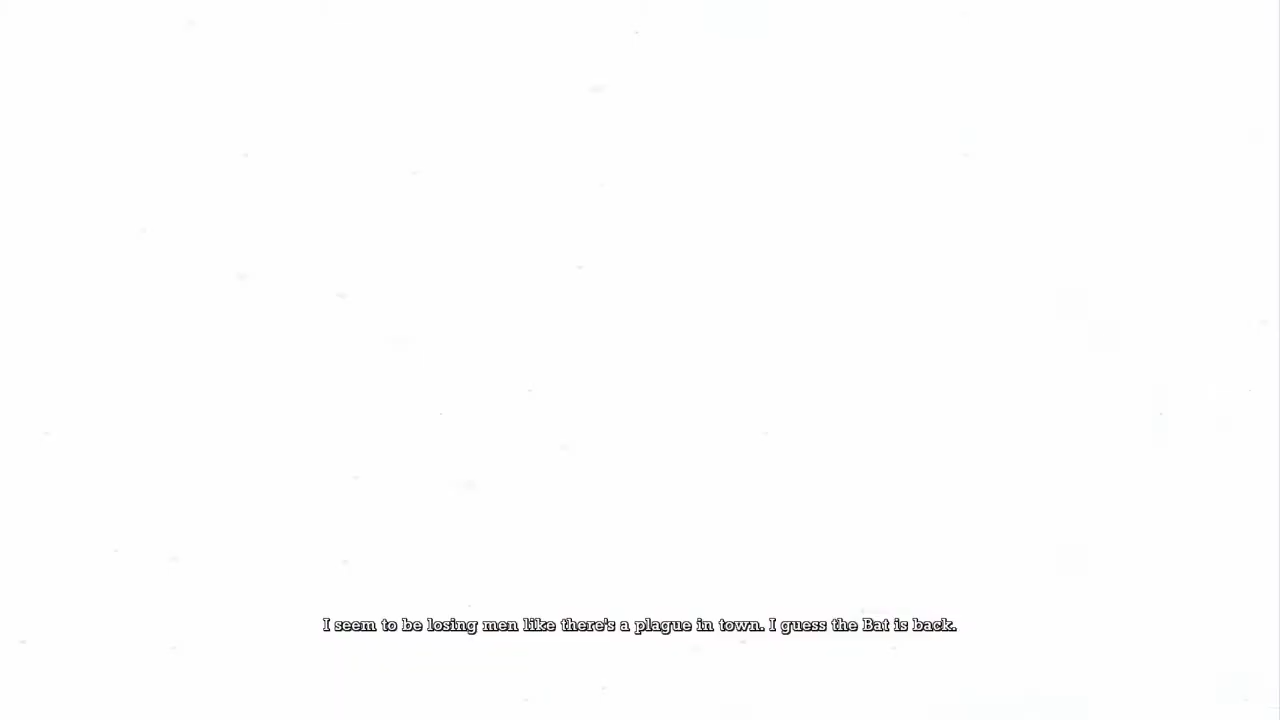 I seem to be losing men like there's a plague in town. I guess the Bat is back.